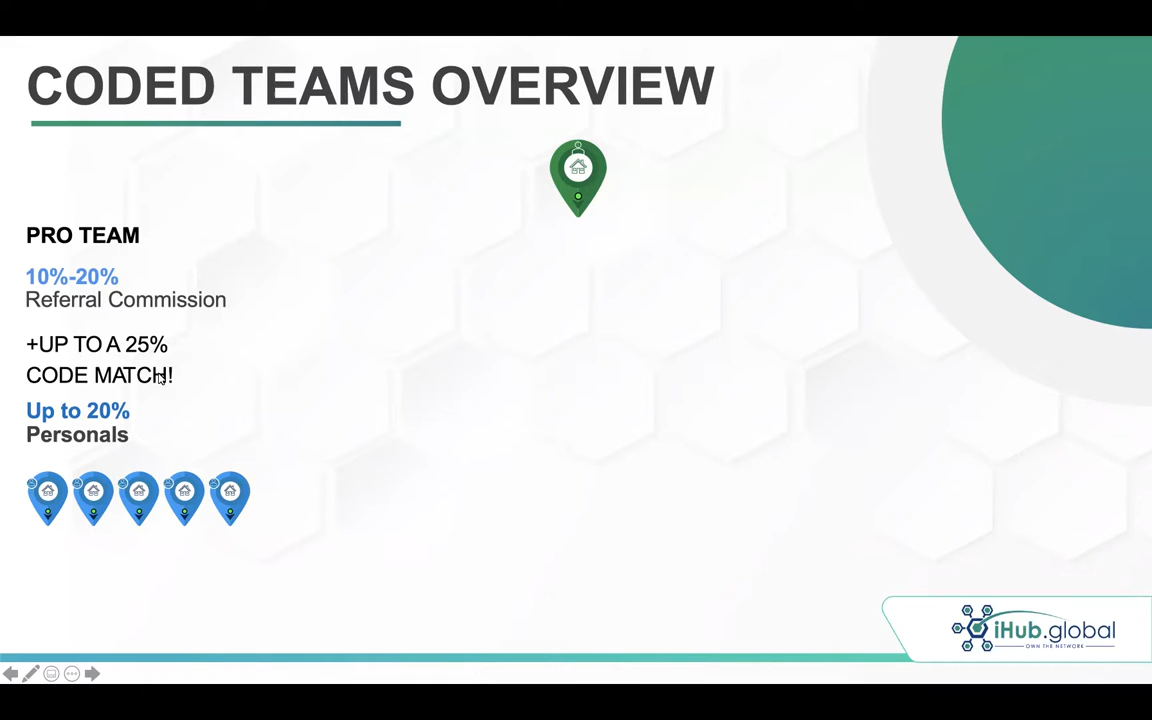 CODED TEAMS OVERVIEW
PRO TEAM
10%-20%
Referral Commission
+UP TO A 25%
CODE MATCH!
Up to 20%
Personals
iHub.global
OWN THE NETWORK